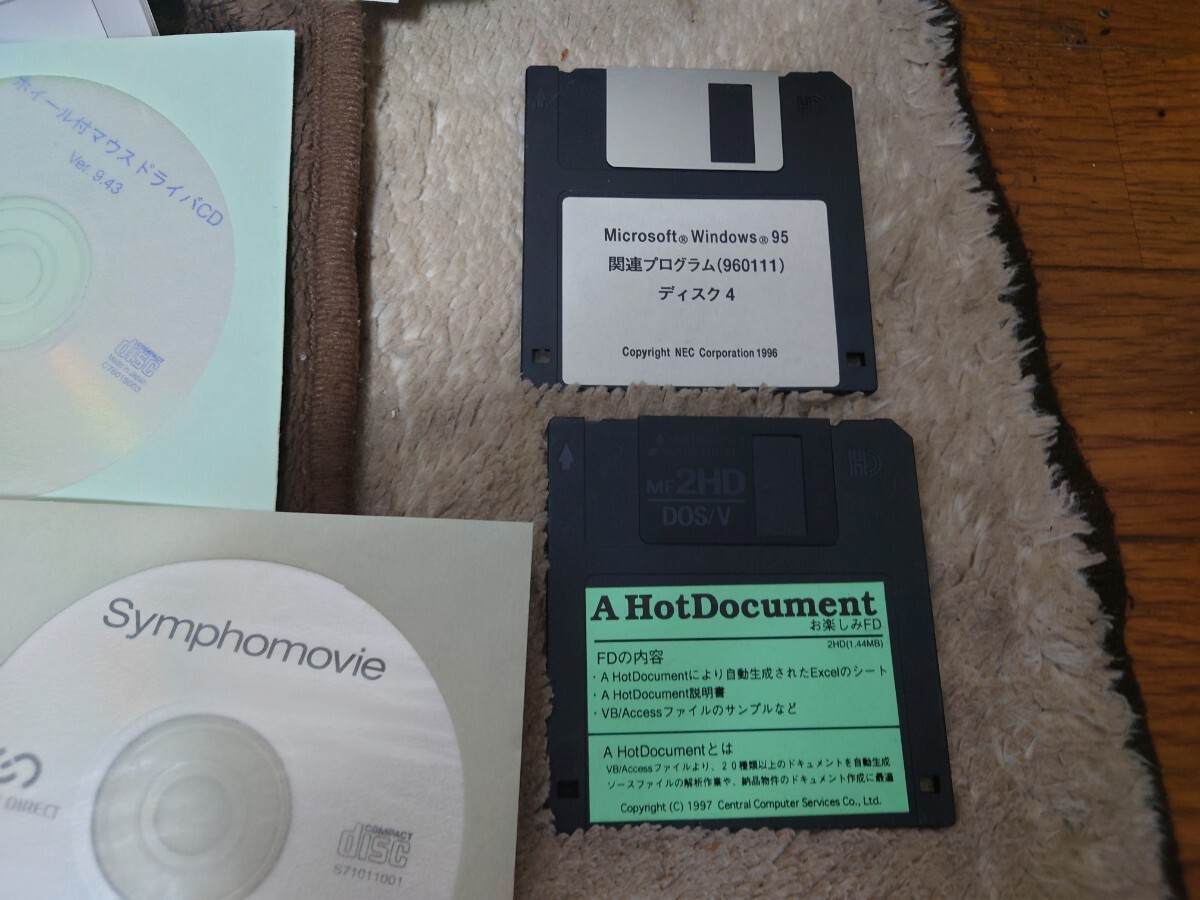 ホイール付マウスドライバCD
Ver. 9.43
COMPACT
disc
Made in Japan
C76015002
Symphomovie
DIRECT
COMPACT
disc
S71011001
HD
Microsoft® Windows® 95
関連プログラム(960111)
ディスク4
Copyright NEC Corporation 1996
HD
MF2HD
DOS/V
A HotDocument
お楽しみFD
2HD(1.44MB)
FDの内容
・A HotDocumentにより自動生成されたExcelのシート
・A HotDocument説明書
・VB/Accessファイルのサンプルなど
A HotDocumentとは
VB/Accessファイルより、20種類以上のドキュメントを自動生成
ソースファイルの解析作業や、納品物件のドキュメント作成に最適
Copyright (C) 1997 Central Computer Services Co., Ltd.